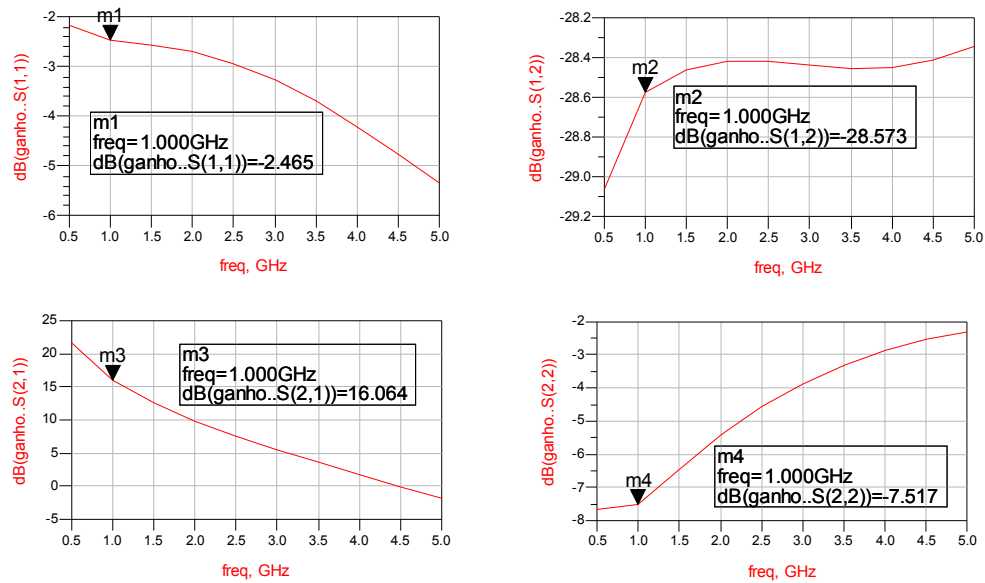 -2
-3
-4
-5
-6
dB(ganho..S(1,1))
m1
m1
freq=1.000GHz
dB(ganho..S(1,1))=-2.465
0.5 1.0 1.5 2.0 2.5 3.0 3.5 4.0 4.5 5.0
freq, GHz
-28.2
-28.4
-28.6
-28.8
-29.0
-29.2
dB(ganho..S(1,2))
m2
m2
freq=1.000GHz
dB(ganho..S(1,2))=-28.573
0.5 1.0 1.5 2.0 2.5 3.0 3.5 4.0 4.5 5.0
freq, GHz
25
20
15
10
5
0
-5
dB(ganho..S(2,1))
m3
m3
freq=1.000GHz
dB(ganho..S(2,1))=16.064
0.5 1.0 1.5 2.0 2.5 3.0 3.5 4.0 4.5 5.0
freq, GHz
-2
-3
-4
-5
-6
-7
-8
dB(ganho..S(2,2))
m4
m4
freq=1.000GHz
dB(ganho..S(2,2))=-7.517
0.5 1.0 1.5 2.0 2.5 3.0 3.5 4.0 4.5 5.0
freq, GHz